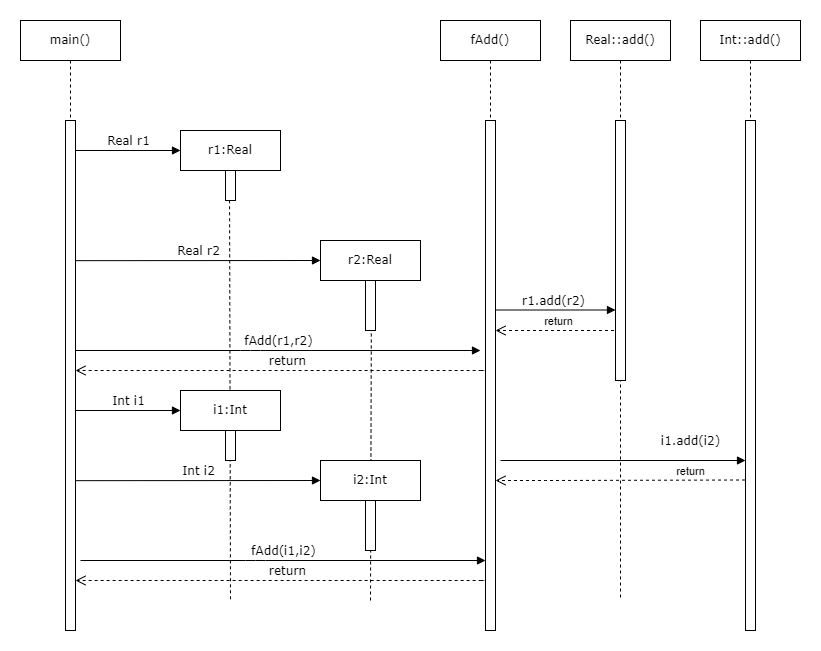 main()
fAdd()
Real::add()
Int::add()
Real r1
r1:Real
Real r2
r2:Real
r1.add(r2)
return
fAdd(r1,r2)
return
Int i1
i1:Int
i1.add(i2)
Int i2
i2:Int
return
fAdd(i1,i2)
return